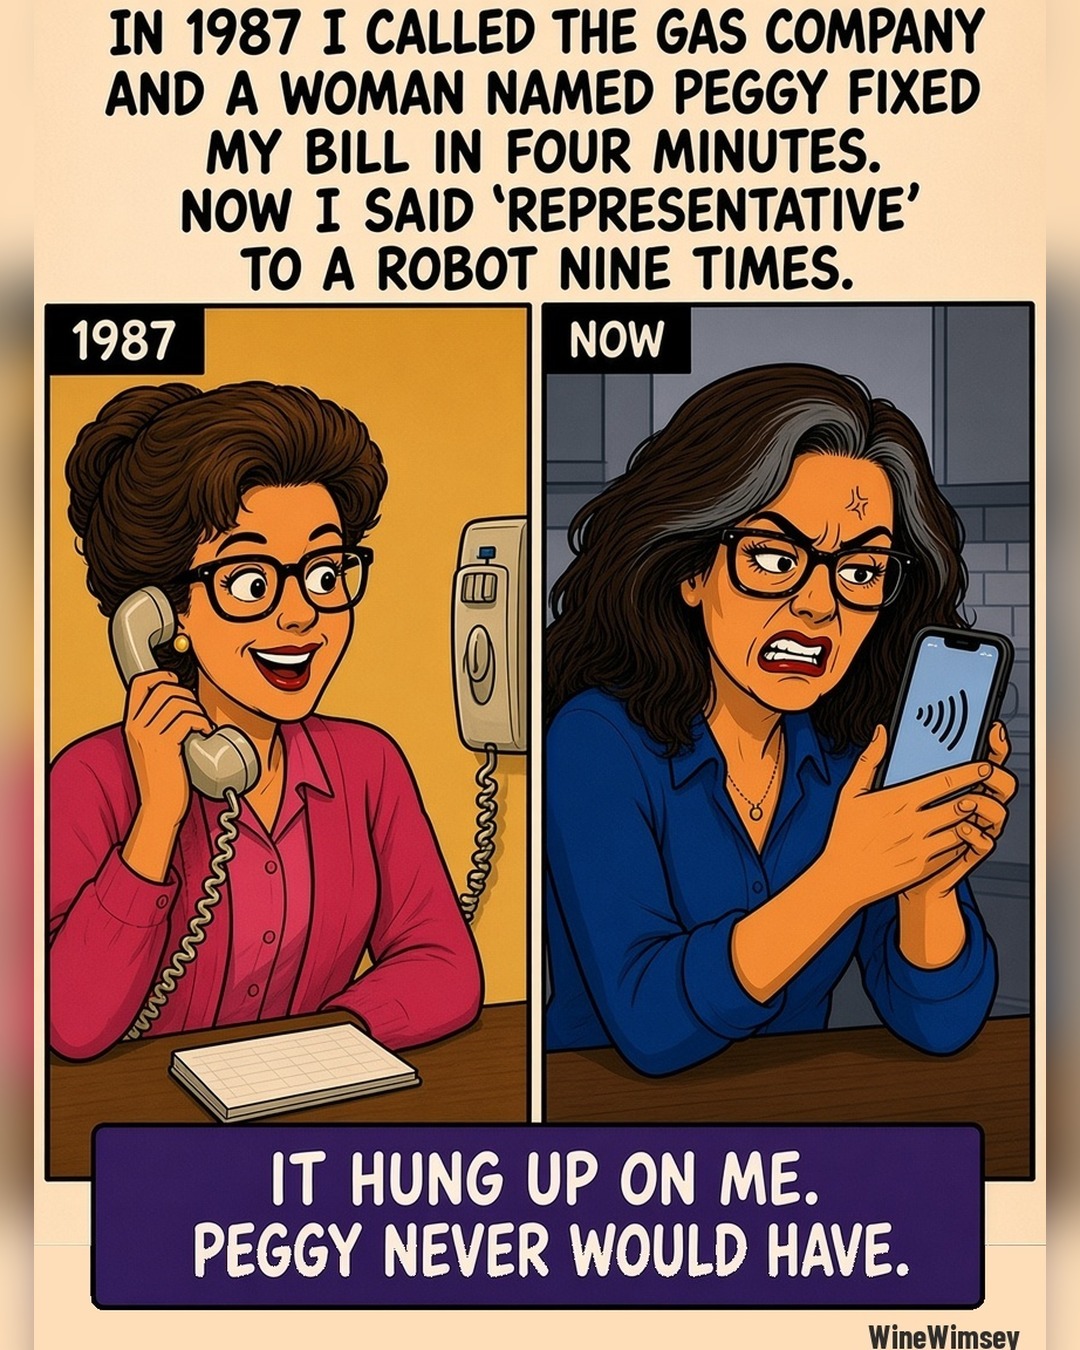 IN 1987 I CALLED THE GAS COMPANY
AND A WOMAN NAMED PEGGY FIXED
MY BILL IN FOUR MINUTES.
NOW I SAID ‘REPRESENTATIVE’
TO A ROBOT NINE TIMES.
1987
NOW
IT HUNG UP ON ME.
PEGGY NEVER WOULD HAVE.
WineWimsey